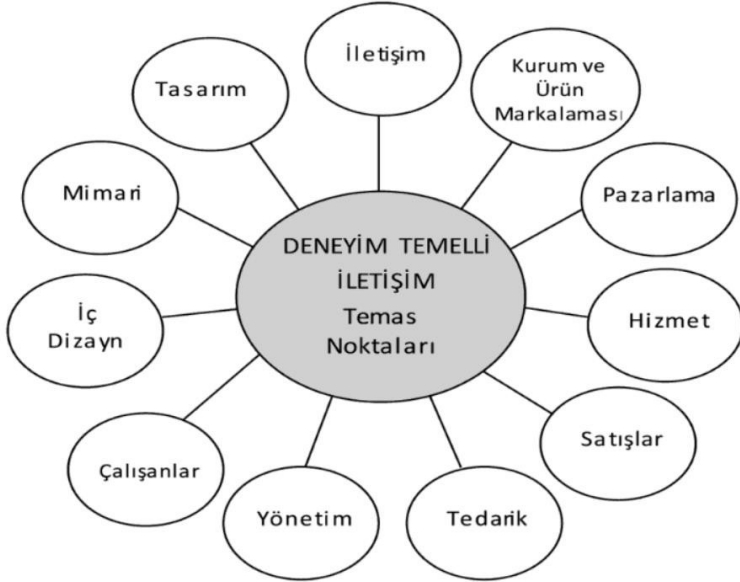 İletişim
Kurum ve
Ürün
Markalaması
Tasarım
Pazarlama
Mimari
DENEYİM TEMELLİ
İLETİŞİM
Temas
Noktaları
Hizmet
İç
Dizayn
Satışlar
Çalışanlar
Yönetim
Tedarik